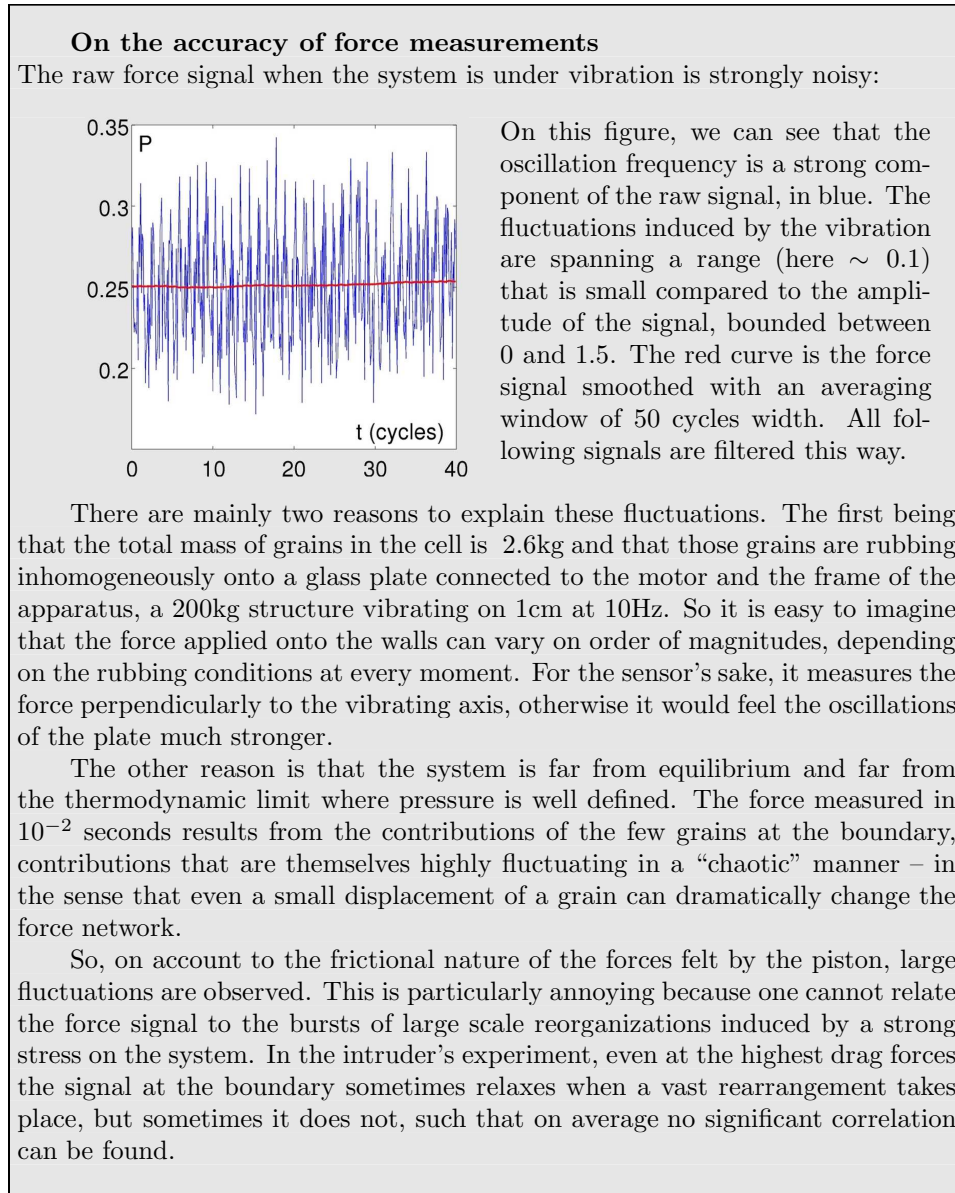 On the accuracy of force measurements
The raw force signal when the system is under vibration is strongly noisy:
0.35
P
0.3
0.25
0.2
t (cycles)
0 10 20 30 40
On this figure, we can see that the
oscillation frequency is a strong com-
ponent of the raw signal, in blue. The
fluctuations induced by the vibration
are spanning a range (here ∼ 0.1)
that is small compared to the ampli-
tude of the signal, bounded between
0 and 1.5. The red curve is the force
signal smoothed with an averaging
window of 50 cycles width. All fol-
lowing signals are filtered this way.
There are mainly two reasons to explain these fluctuations. The first being
that the total mass of grains in the cell is 2.6kg and that those grains are rubbing
inhomogeneously onto a glass plate connected to the motor and the frame of the
apparatus, a 200kg structure vibrating on 1cm at 10Hz. So it is easy to imagine
that the force applied onto the walls can vary on order of magnitudes, depending
on the rubbing conditions at every moment. For the sensor's sake, it measures the
force perpendicularly to the vibrating axis, otherwise it would feel the oscillations
of the plate much stronger.
The other reason is that the system is far from equilibrium and far from
the thermodynamic limit where pressure is well defined. The force measured in
10⁻² seconds results from the contributions of the few grains at the boundary,
contributions that are themselves highly fluctuating in a “chaotic” manner – in
the sense that even a small displacement of a grain can dramatically change the
force network.
So, on account to the frictional nature of the forces felt by the piston, large
fluctuations are observed. This is particularly annoying because one cannot relate
the force signal to the bursts of large scale reorganizations induced by a strong
stress on the system. In the intruder's experiment, even at the highest drag forces
the signal at the boundary sometimes relaxes when a vast rearrangement takes
place, but sometimes it does not, such that on average no significant correlation
can be found.